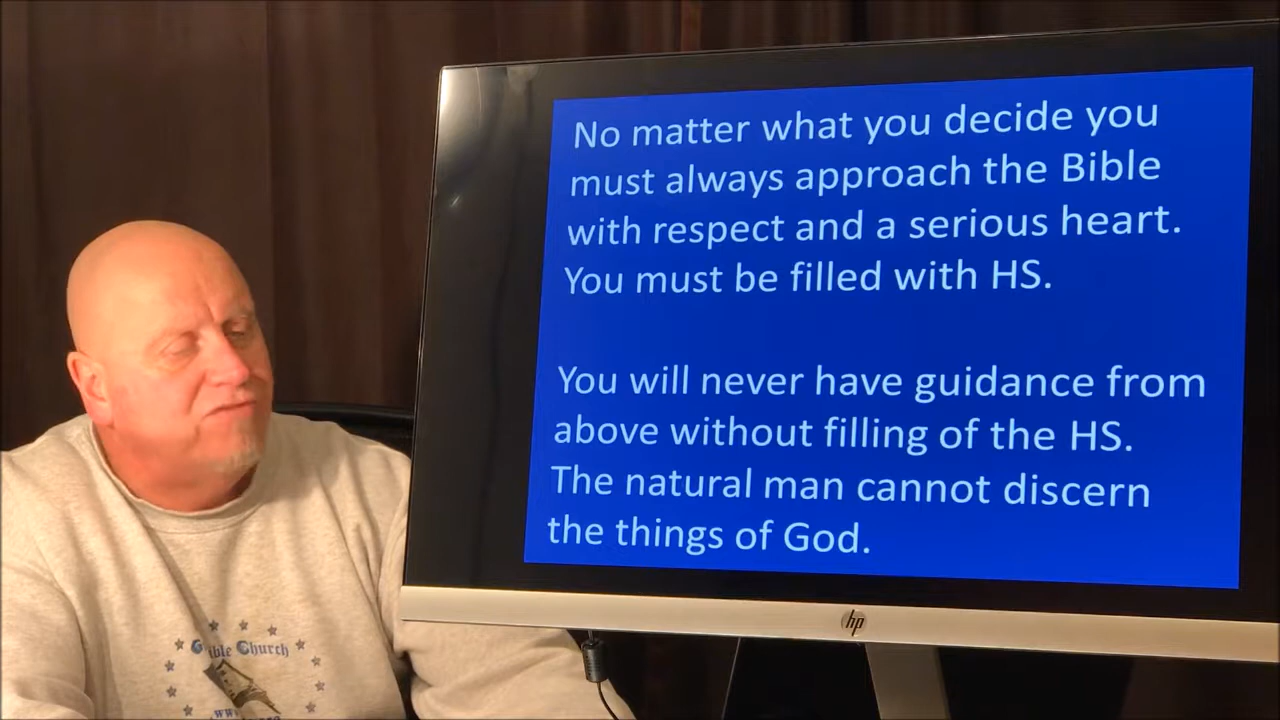 No matter what you decide you
must always approach the Bible
with respect and a serious heart.
You must be filled with HS.
You will never have guidance from
above without filling of the HS.
The natural man cannot discern
the things of God.
hp
Church